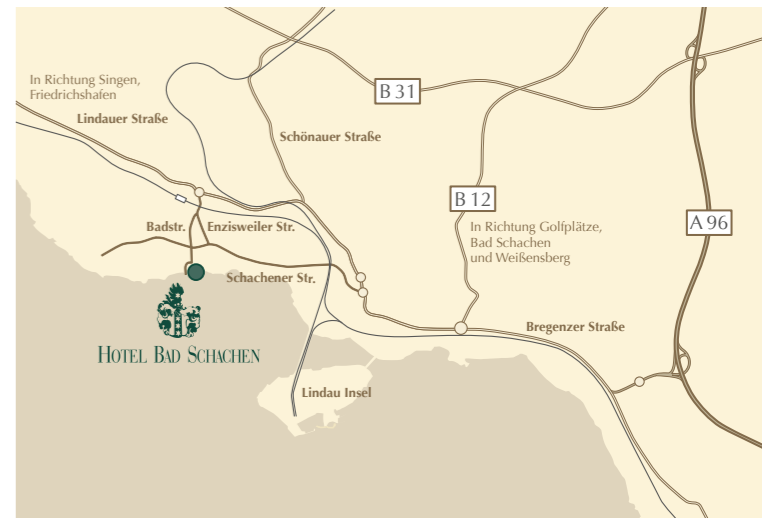 In Richtung Singen,
Friedrichshafen
Lindauer Straße
B 31
Schönauer Straße
B 12
In Richtung Golfplätze,
Bad Schachen
und Weißensberg
A 96
Badstr.
Enzisweiler Str.
Schachener Str.
HOTEL BAD SCHACHEN
Bregenzer Straße
Lindau Insel